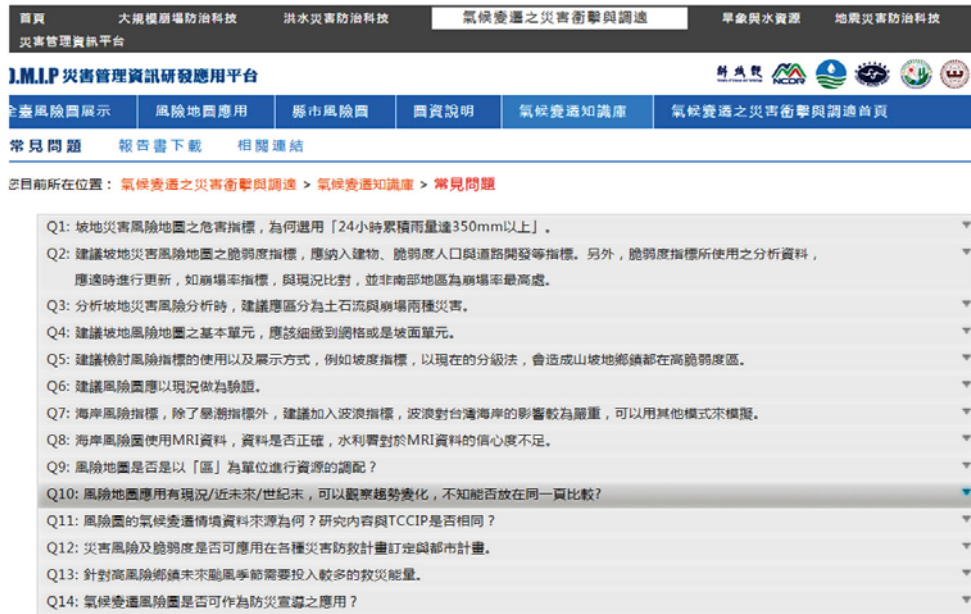 首頁 大規模崩塌防治科技 洪水災害防治科技 氣候變遷之災害衝擊與調適 旱象與水資源 地震災害防治科技
災害管理資訊平台
.M.I.P 災害管理資訊研發應用平台
NCDR
全臺風險圖展示 風險地圖應用 縣市風險圖 圖資說明 氣候變遷知識庫 氣候變遷之災害衝擊與調適首頁
常見問題 報告書下載 相關連結
您目前所在位置： 氣候變遷之災害衝擊與調適 > 氣候變遷知識庫 > 常見問題
Q1: 坡地災害風險地圖之危害指標，為何選用「24小時累積雨量達350mm以上」.
Q2: 建議坡地災害風險地圖之脆弱度指標，應納入建物、脆弱度人口與道路開發等指標。另外，脆弱度指標所使用之分析資料，
應適時進行更新，如崩塌率指標，與現況比對，並非南部地區為崩塌率最高處。
Q3: 分析坡地災害風險分析時，建議應區分為土石流與崩塌兩種災害。
Q4: 建議坡地風險地圖之基本單元，應該細緻到網格或是坡面單元。
Q5: 建議檢討風險指標的使用以及展示方式，例如坡度指標，以現在的分級法，會造成山坡地鄉鎮都在高脆弱度區。
Q6: 建議風險圖應以現況做為驗證。
Q7: 海岸風險指標，除了暴潮指標外，建議加入波浪指標，波浪對台灣海岸的影響較為嚴重，可以用其他模式來模擬。
Q8: 海岸風險圖使用MRI資料，資料是否正確，水利署對於MRI資料的信心度不足。
Q9: 風險地圖是否是以「區」為單位進行資源的調配？
Q10: 風險地圖應用有現況/近未來/世紀末，可以觀察趨勢變化，不知能否放在同一頁比較?
Q11: 風險圖的氣候變遷情境資料來源為何？研究內容與TCCIP是否相同？
Q12: 災害風險及脆弱度是否可應用在各種災害防救計畫訂定與都市計畫。
Q13: 針對高風險鄉鎮未來颱風季節需要投入較多的救災能量。
Q14: 氣候變遷風險圖是否可作為防災宣導之應用？